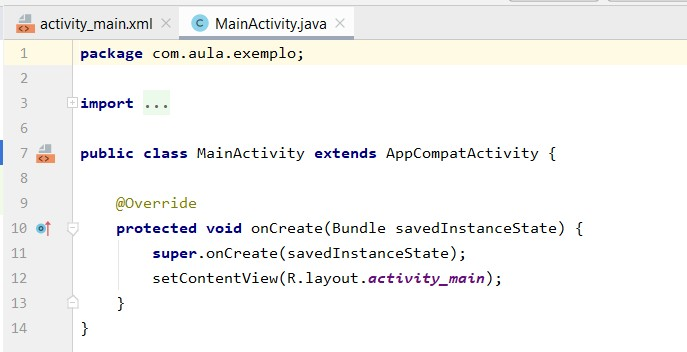 activity_main.xml × MainActivity.java ×
1 package com.aula.exemplo;
2
3 import ...
7 public class MainActivity extends AppCompatActivity {
8
9 @Override
10 protected void onCreate(Bundle savedInstanceState) {
11 super.onCreate(savedInstanceState);
12 setContentView(R.layout.activity_main);
13 }
14 }